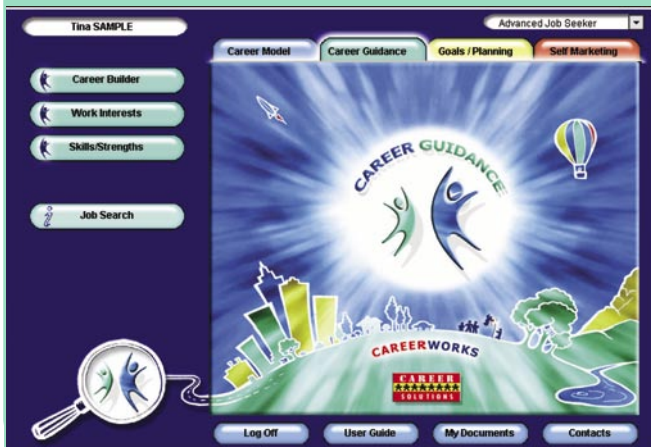 Tina SAMPLE
Advanced Job Seeker
Career Model
Career Guidance
Goals / Planning
Self Marketing
Career Builder
Work Interests
Skills/Strengths
Job Search
CAREER GUIDANCE
CAREERWORKS
CAREER
SOLUTIONS
Log Off
User Guide
My Documents
Contacts